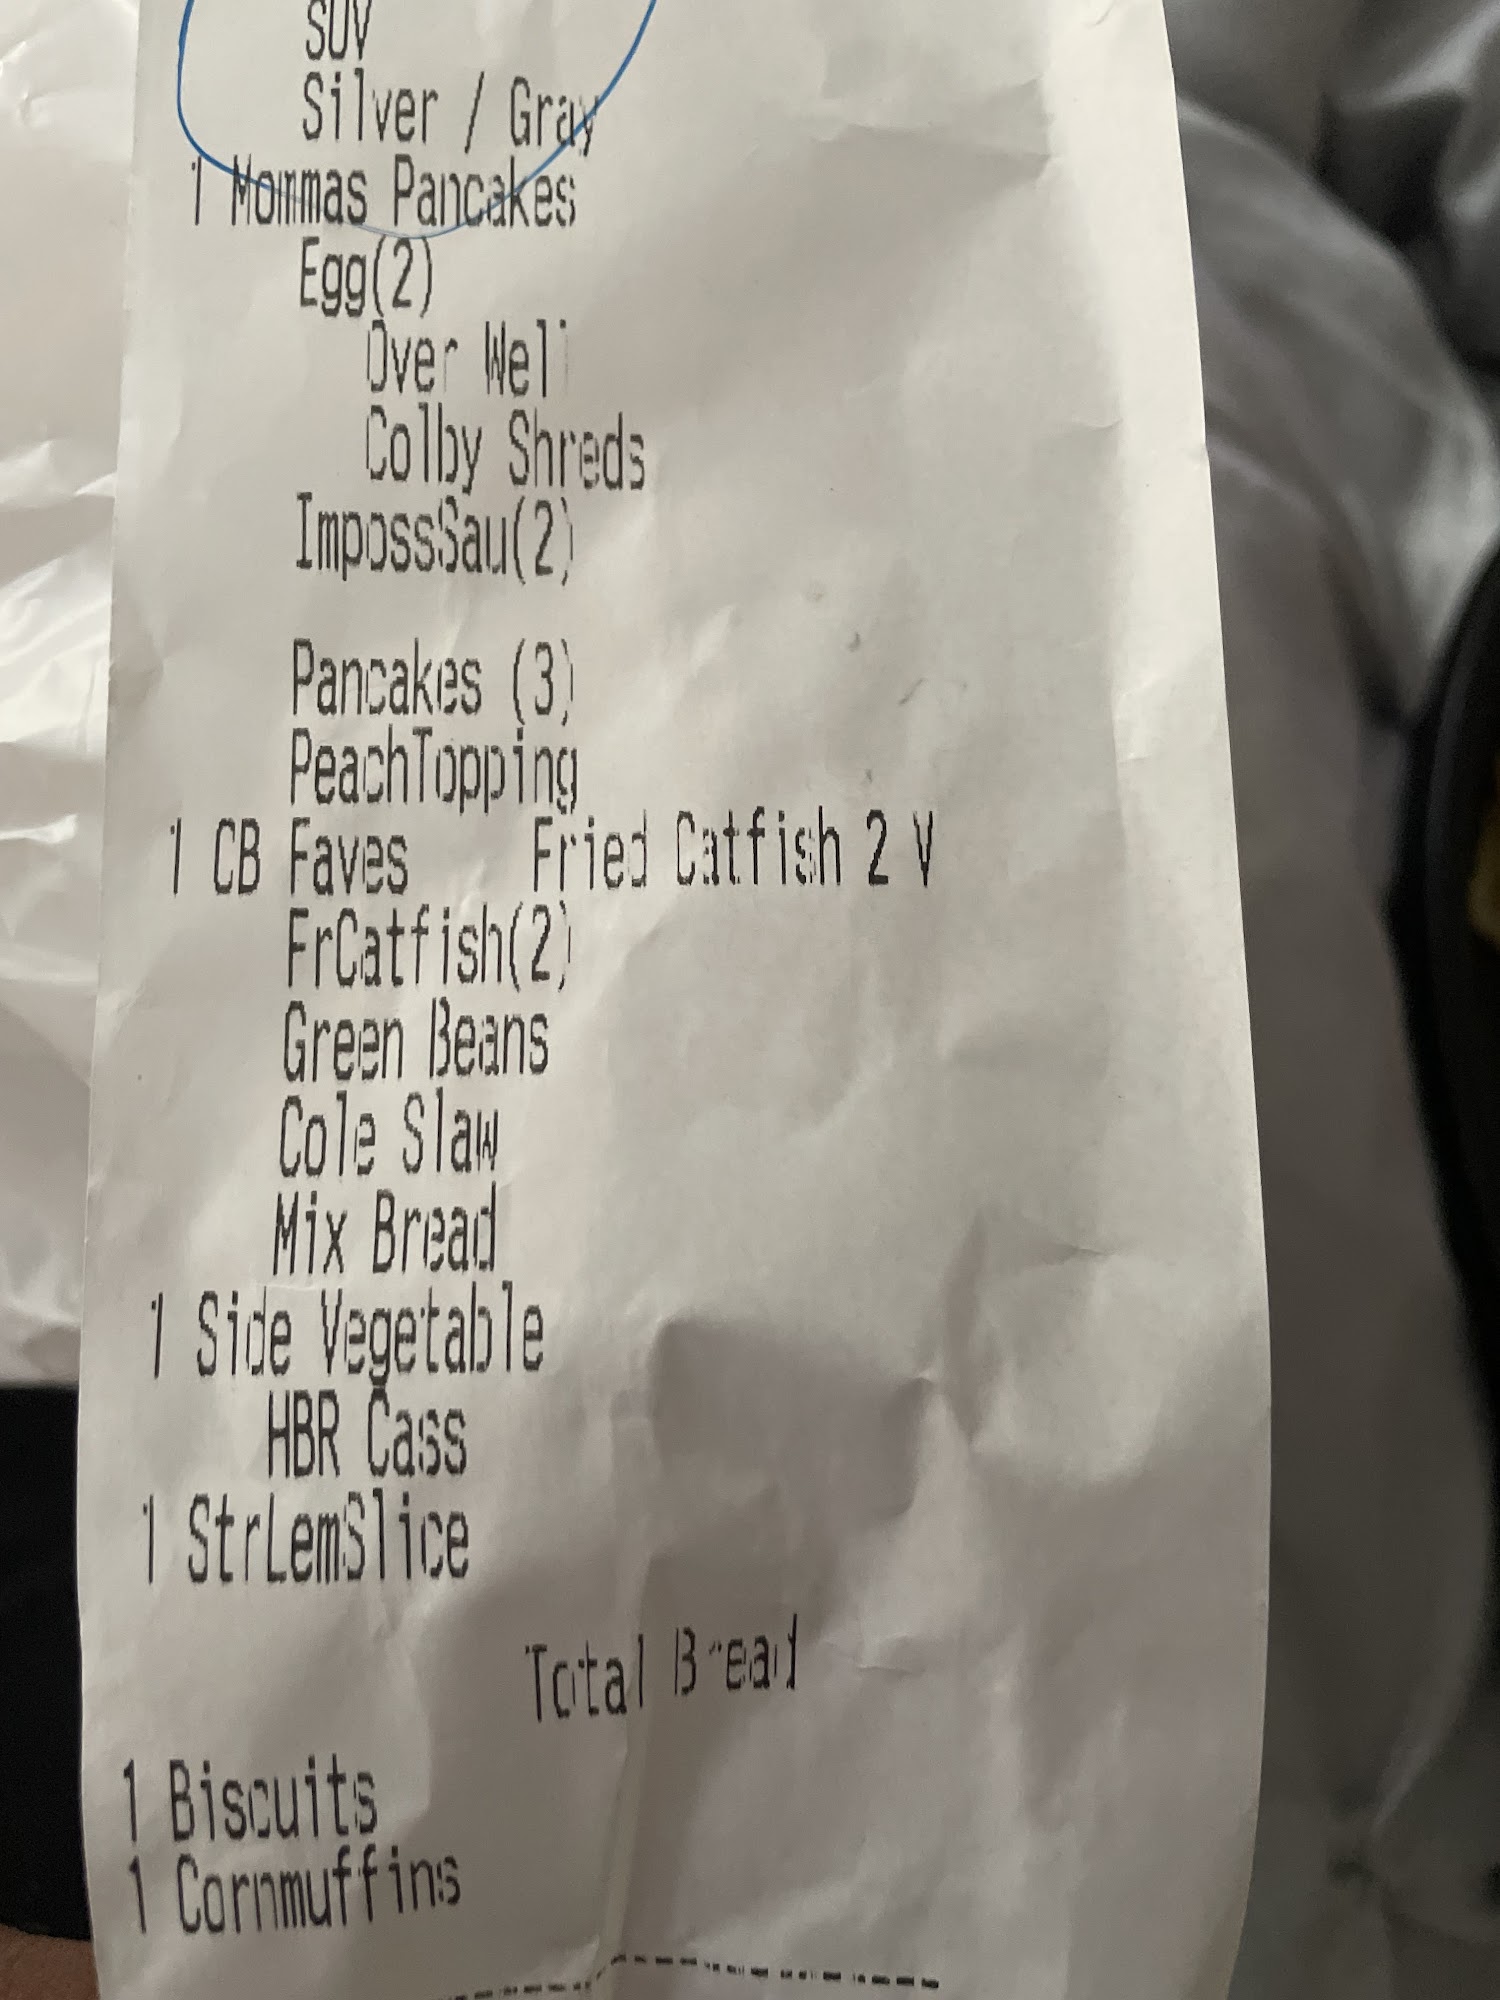 SUV
Silver / Gray
1 Mommas Pancakes
Egg(2)
Over Well
Colby Shreds
ImpossSau(2)
Pancakes (3)
PeachTopping
1 CB Faves Fried Catfish 2 V
FrCatfish(2)
Green Beans
Cole Slaw
Mix Bread
1 Side Vegetable
HBR Cass
1 StrLemSlice
Total Bread
1 Biscuits
1 Cornmuffins